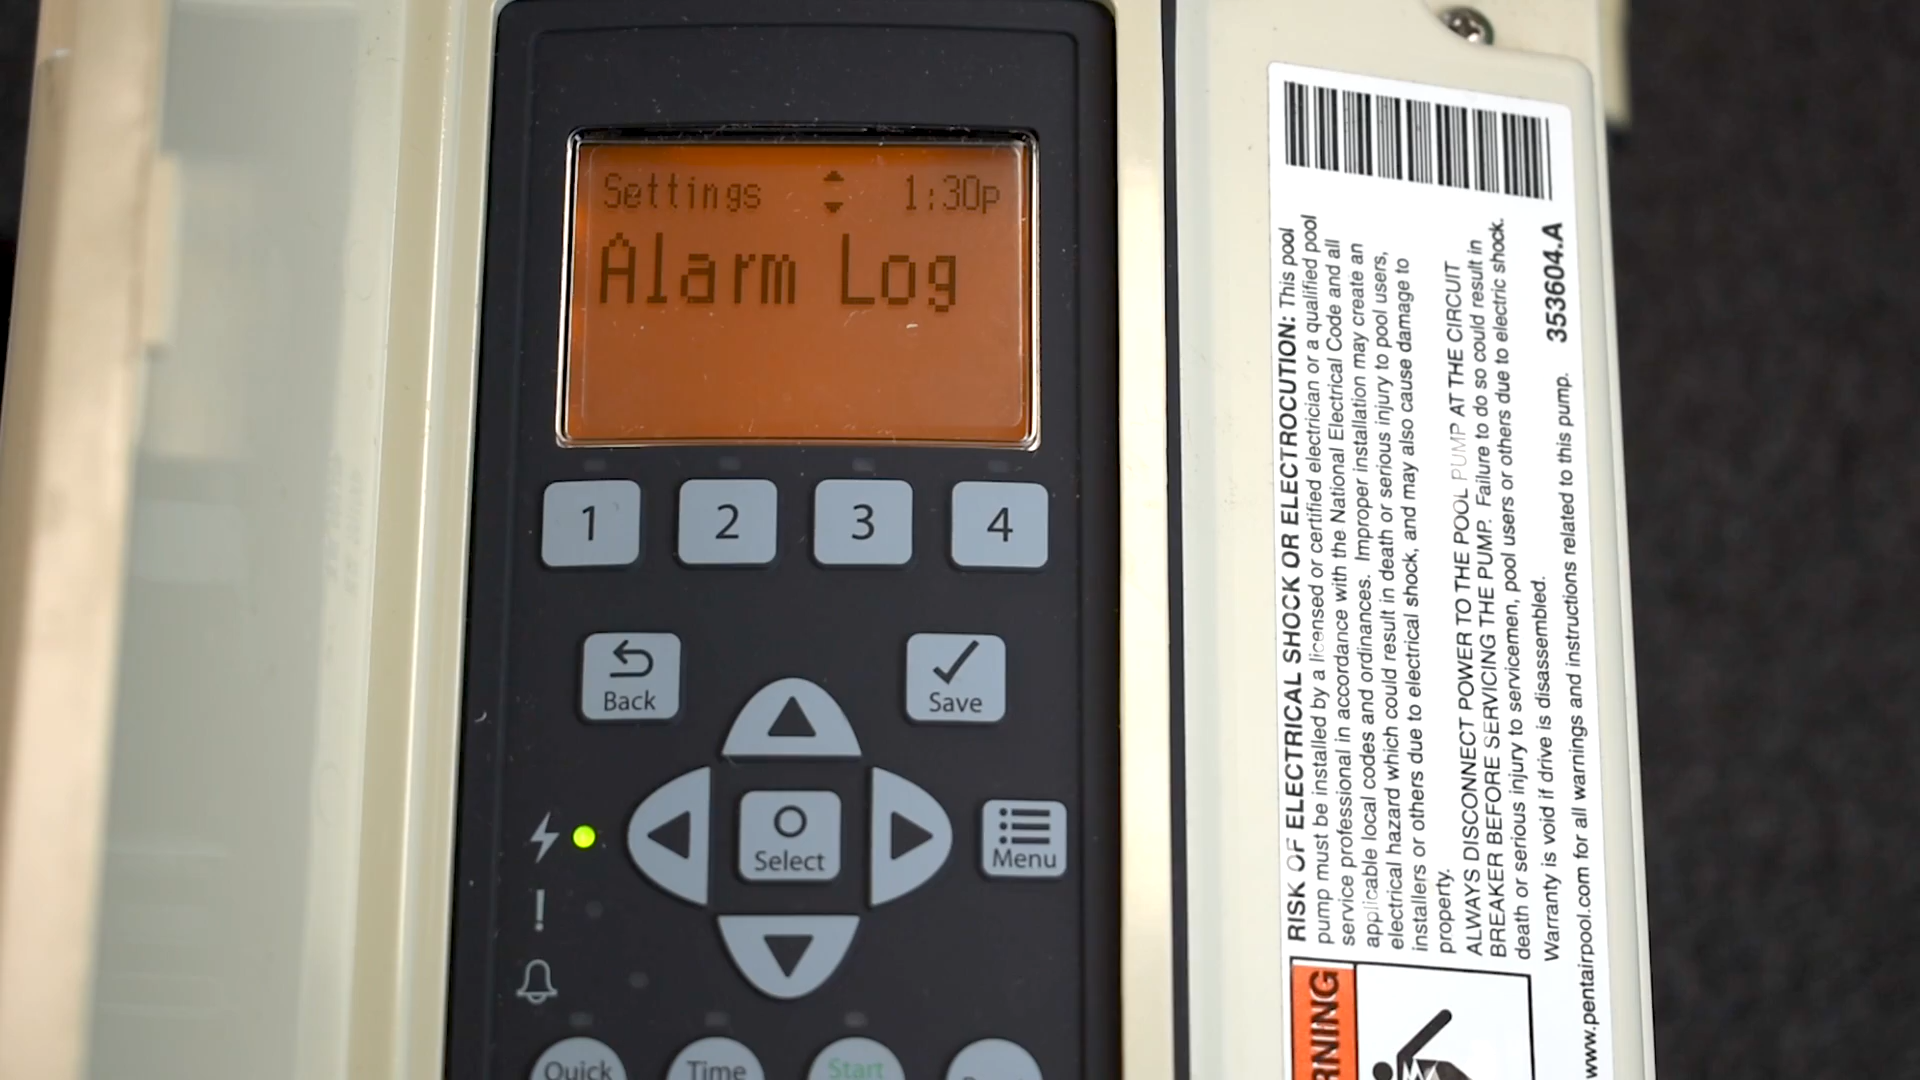 Settings 1:30p
Alarm Log
1 2 3 4
Back Save
Select Menu
Quick Time Start
RISK OF ELECTRICAL SHOCK OR ELECTROCUTION: This pool
pump must be installed by a licensed or certified electrician or a qualified pool
service professional in accordance with the National Electrical Code and all
applicable local codes and ordinances. Improper installation may create an
electrical hazard which could result in death or serious injury to pool users,
installers or others due to electrical shock, and may also cause damage to
property.
ALWAYS DISCONNECT POWER TO THE POOL PUMP AT THE CIRCUIT
BREAKER BEFORE SERVICING THE PUMP. Failure to do so could result in
death or serious injury to servicemen, pool users or others due to electric shock.
Warranty is void if drive is disassembled.
www.pentairpool.com for all warnings and instructions related to this pump.
353604.A
RNING